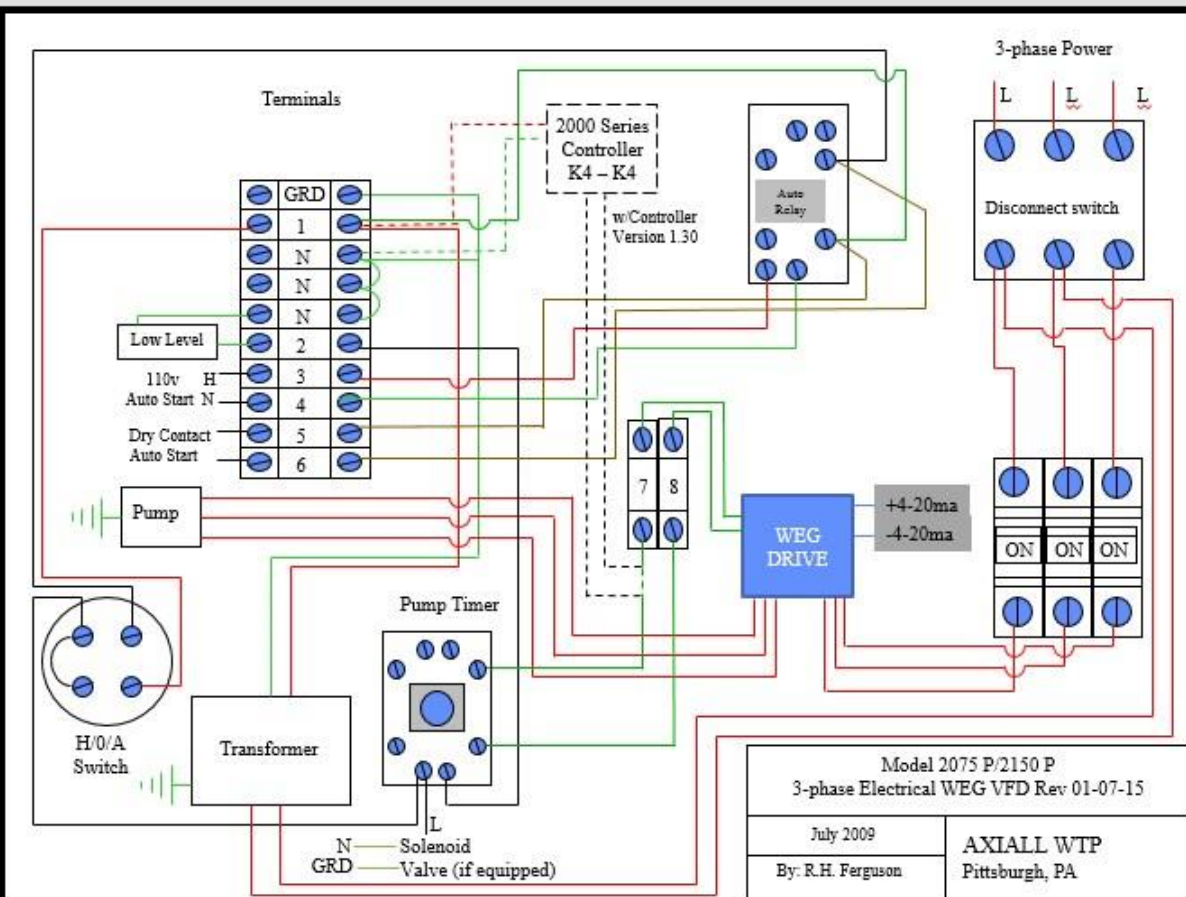 3-phase Power
L L L
Terminals
2000 Series
Controller
K4 – K4
w/Controller
Version 1.30
Auto
Relay
Disconnect switch
GRD
1
N
N
N
2
3
4
5
6
Low Level
110v H
Auto Start N
Dry Contact
Auto Start
Pump
7 8
WEG
DRIVE
+4-20ma
-4-20ma
ON ON ON
Pump Timer
H/0/A
Switch
Transformer
L
N Solenoid
GRD Valve (if equipped)
Model 2075 P/2150 P
3-phase Electrical WEG VFD Rev 01-07-15
July 2009
By: R.H. Ferguson
AXIALL WTP
Pittsburgh, PA